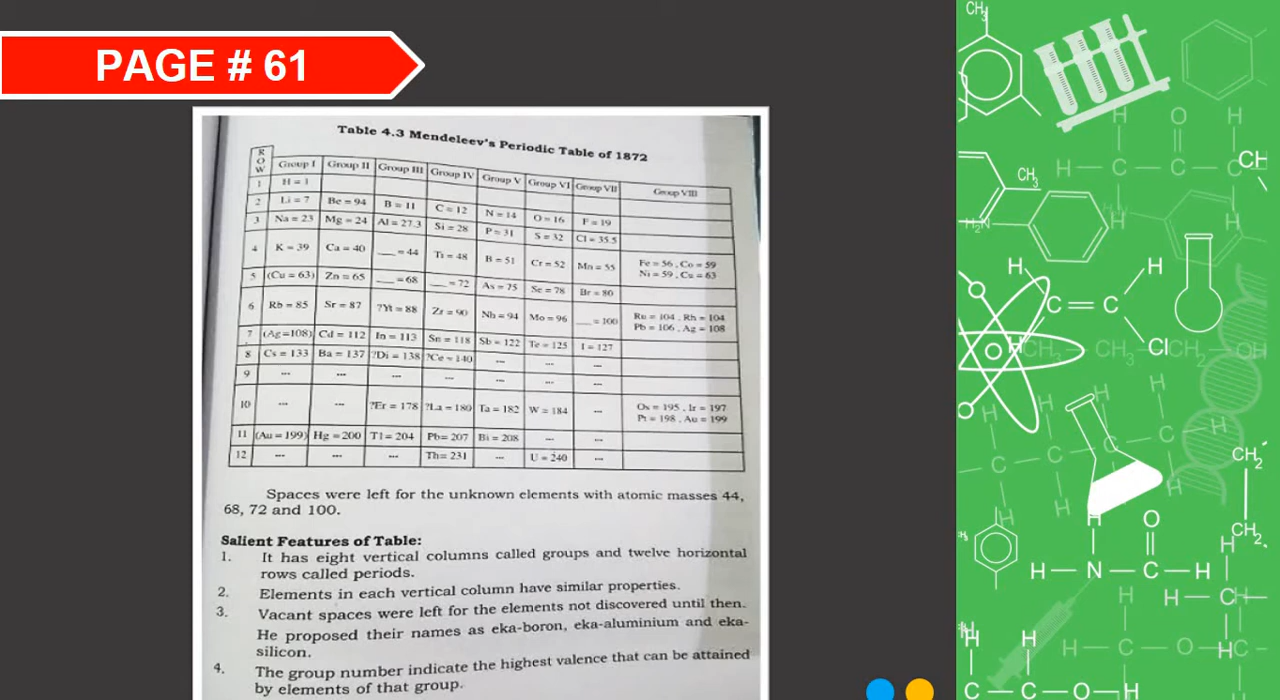 PAGE # 61
Table 4.3 Mendeleev's Periodic Table of 1872
ROW Group I Group II Group III Group IV Group V Group VI Group VII Group VIII
1 H = 1
2 Li = 7 Be = 94 B = 11 C = 12 N = 14 O = 16 F = 19
3 Na = 23 Mg = 24 Al = 27.3 Si = 28 P = 31 S = 32 Cl = 35.5
4 K = 39 Ca = 40 __ = 44 Ti = 48 B = 51 Cr = 52 Mn = 55 Fe = 56 , Co = 59
Ni = 59 , Cu = 63
5 (Cu = 63) Zn = 65 __ = 68 __ = 72 As = 75 Se = 78 Br = 80
6 Rb = 85 Sr = 87 ?Yt = 88 Zr = 90 Nb = 94 Mo = 96 __ = 100 Ru = 104 , Rh = 104
Pb = 106 , Ag = 108
7 (Ag =108) Cd = 112 In = 113 Sn = 118 Sb = 122 Te = 125 I = 127
8 Cs = 133 Ba = 137 ?Di = 138 ?Ce = 140 --- --- ---
9 --- --- --- --- --- --- ---
10 --- --- ?Er = 178 ?La = 180 Ta = 182 W = 184 --- Os = 195 , Ir = 197
Pt = 198 , Au = 199
11 (Au = 199) Hg = 200 Tl = 204 Pb= 207 Bi = 208 --- ---
12 --- --- --- Th= 231 --- U = 240 ---
Spaces were left for the unknown elements with atomic masses 44,
68, 72 and 100.
Salient Features of Table:
1. It has eight vertical columns called groups and twelve horizontal
rows called periods.
2. Elements in each vertical column have similar properties.
3. Vacant spaces were left for the elements not discovered until then.
He proposed their names as eka-boron, eka-aluminium and eka-
silicon.
4. The group number indicate the highest valence that can be attained
by elements of that group.